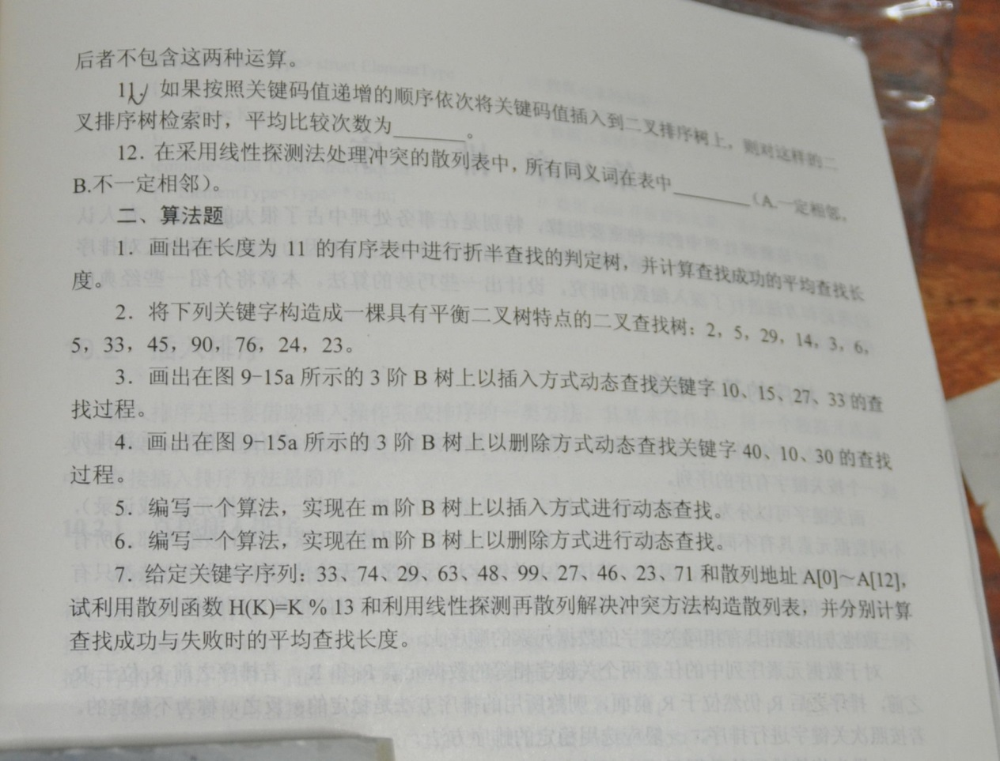 后者不包含这两种运算。
11. 如果按照关键码值递增的顺序依次将关键码值插入到二叉排序树上，则对这样的二
叉排序树检索时，平均比较次数为______。
12. 在采用线性探测法处理冲突的散列表中，所有同义词在表中______（A.一定相邻，
B.不一定相邻）。
二、算法题
1. 画出在长度为 11 的有序表中进行折半查找的判定树，并计算查找成功的平均查找长
度。
2. 将下列关键字构造成一棵具有平衡二叉树特点的二叉查找树：2，5，29，14，3，6，
5，33，45，90，76，24，23。
3. 画出在图 9-15a 所示的 3 阶 B 树上以插入方式动态查找关键字 10、15、27、33 的查
找过程。
4. 画出在图 9-15a 所示的 3 阶 B 树上以删除方式动态查找关键字 40、10、30 的查找
过程。
5. 编写一个算法，实现在 m 阶 B 树上以插入方式进行动态查找。
6. 编写一个算法，实现在 m 阶 B 树上以删除方式进行动态查找。
7. 给定关键字序列：33、74、29、63、48、99、27、46、23、71 和散列地址 A[0]～A[12]，
试利用散列函数 H(K)=K % 13 和利用线性探测再散列解决冲突方法构造散列表，并分别计算
查找成功与失败时的平均查找长度。